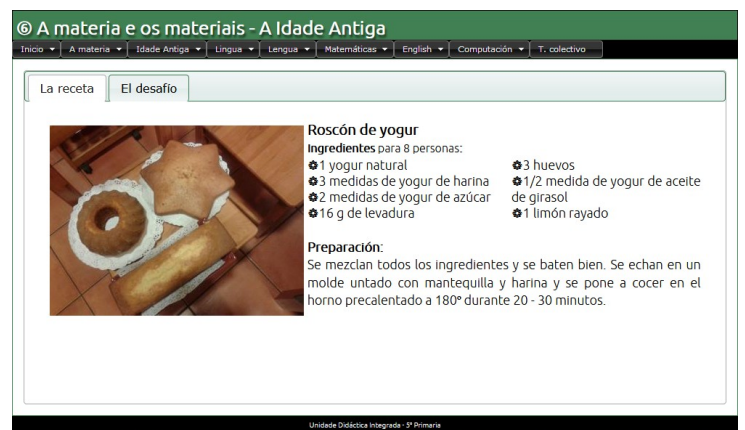 ⑥ A materia e os materiais - A Idade Antiga
Inicio A materia Idade Antiga Lingua Lengua Matemáticas English Computación T. colectivo
La receta El desafío
Roscón de yogur
Ingredientes para 8 personas:
1 yogur natural
3 medidas de yogur de harina
2 medidas de yogur de azúcar
16 g de levadura
3 huevos
1/2 medida de yogur de aceite
de girasol
1 limón rayado
Preparación:
Se mezclan todos los ingredientes y se baten bien. Se echan en un
molde untado con mantequilla y harina y se pone a cocer en el
horno precalentado a 180º durante 20 - 30 minutos.
Unidade Didáctica Integrada - 5º Primaria